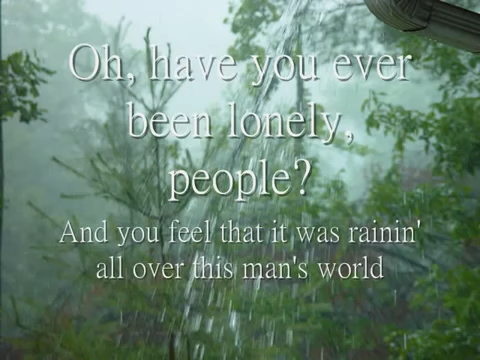 Oh, have you ever
been lonely,
people?
And you feel that it was rainin'
all over this man's world